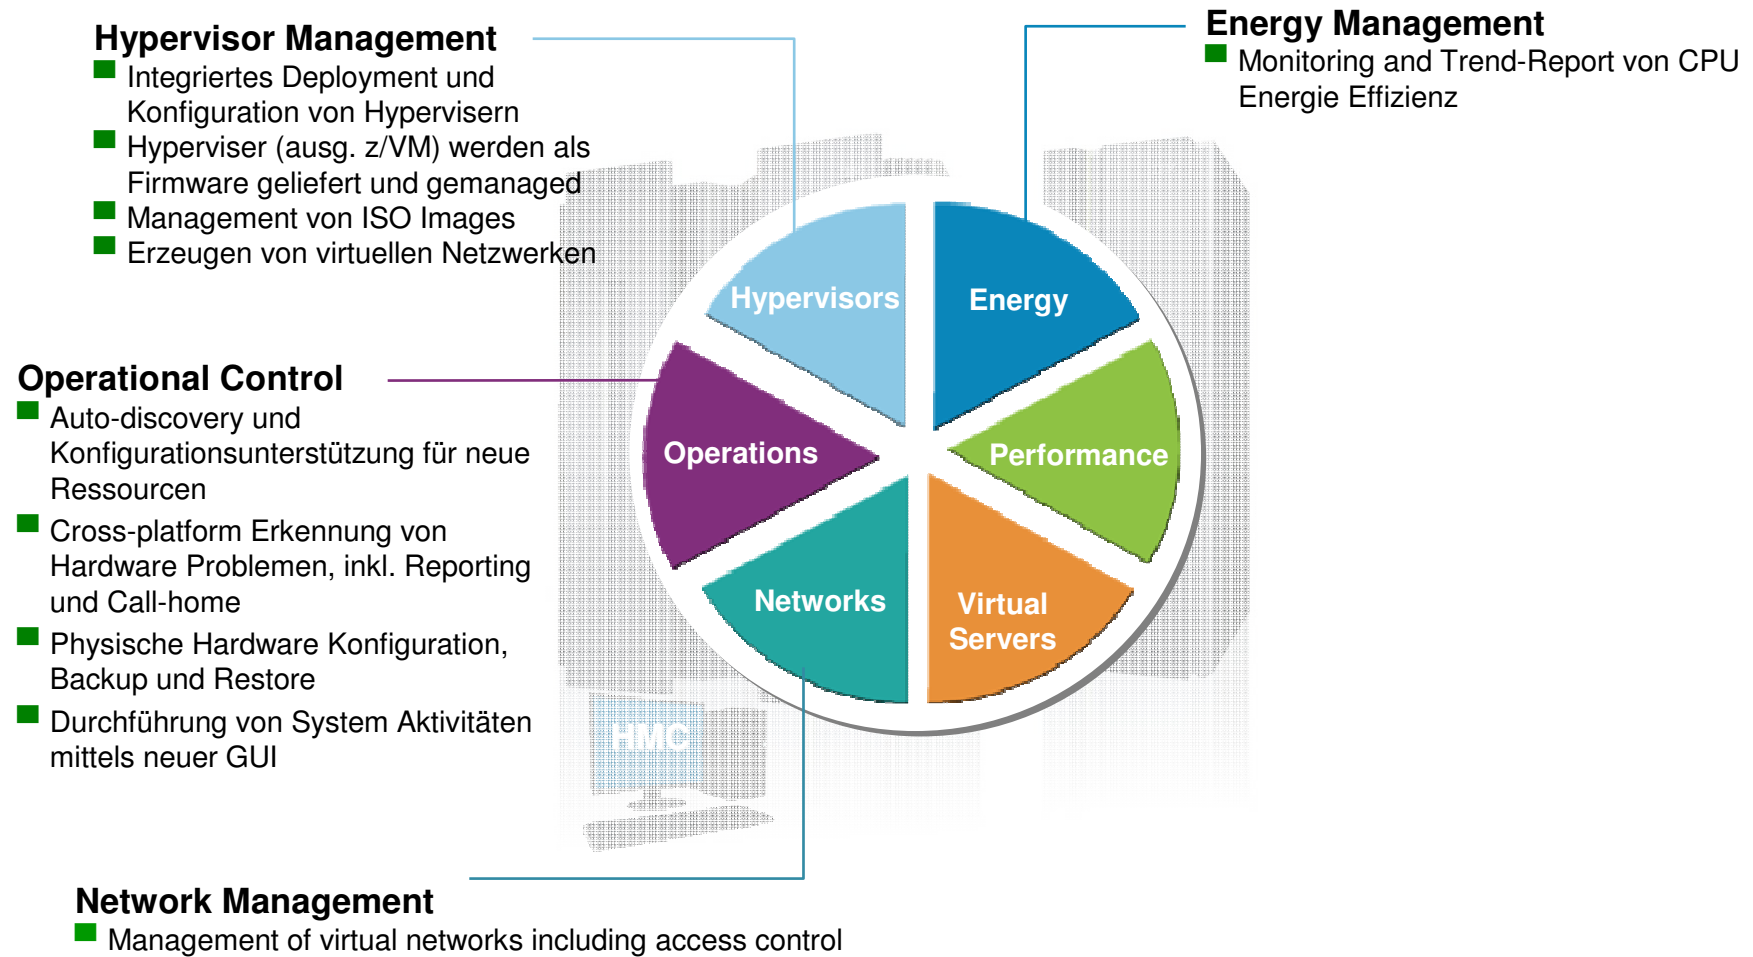 Hypervisor Management
Integriertes Deployment und
Konfiguration von Hypervisern
Hyperviser (ausg. z/VM) werden als
Firmware geliefert und gemanaged
Management von ISO Images
Erzeugen von virtuellen Netzwerken
Energy Management
Monitoring and Trend-Report von CPU
Energie Effizienz
Operational Control
Auto-discovery und
Konfigurationsunterstützung für neue
Ressourcen
Cross-platform Erkennung von
Hardware Problemen, inkl. Reporting
und Call-home
Physische Hardware Konfiguration,
Backup und Restore
Durchführung von System Aktivitäten
mittels neuer GUI
Hypervisors
Energy
Operations
Performance
Networks
Virtual
Servers
HMC
Network Management
Management of virtual networks including access control